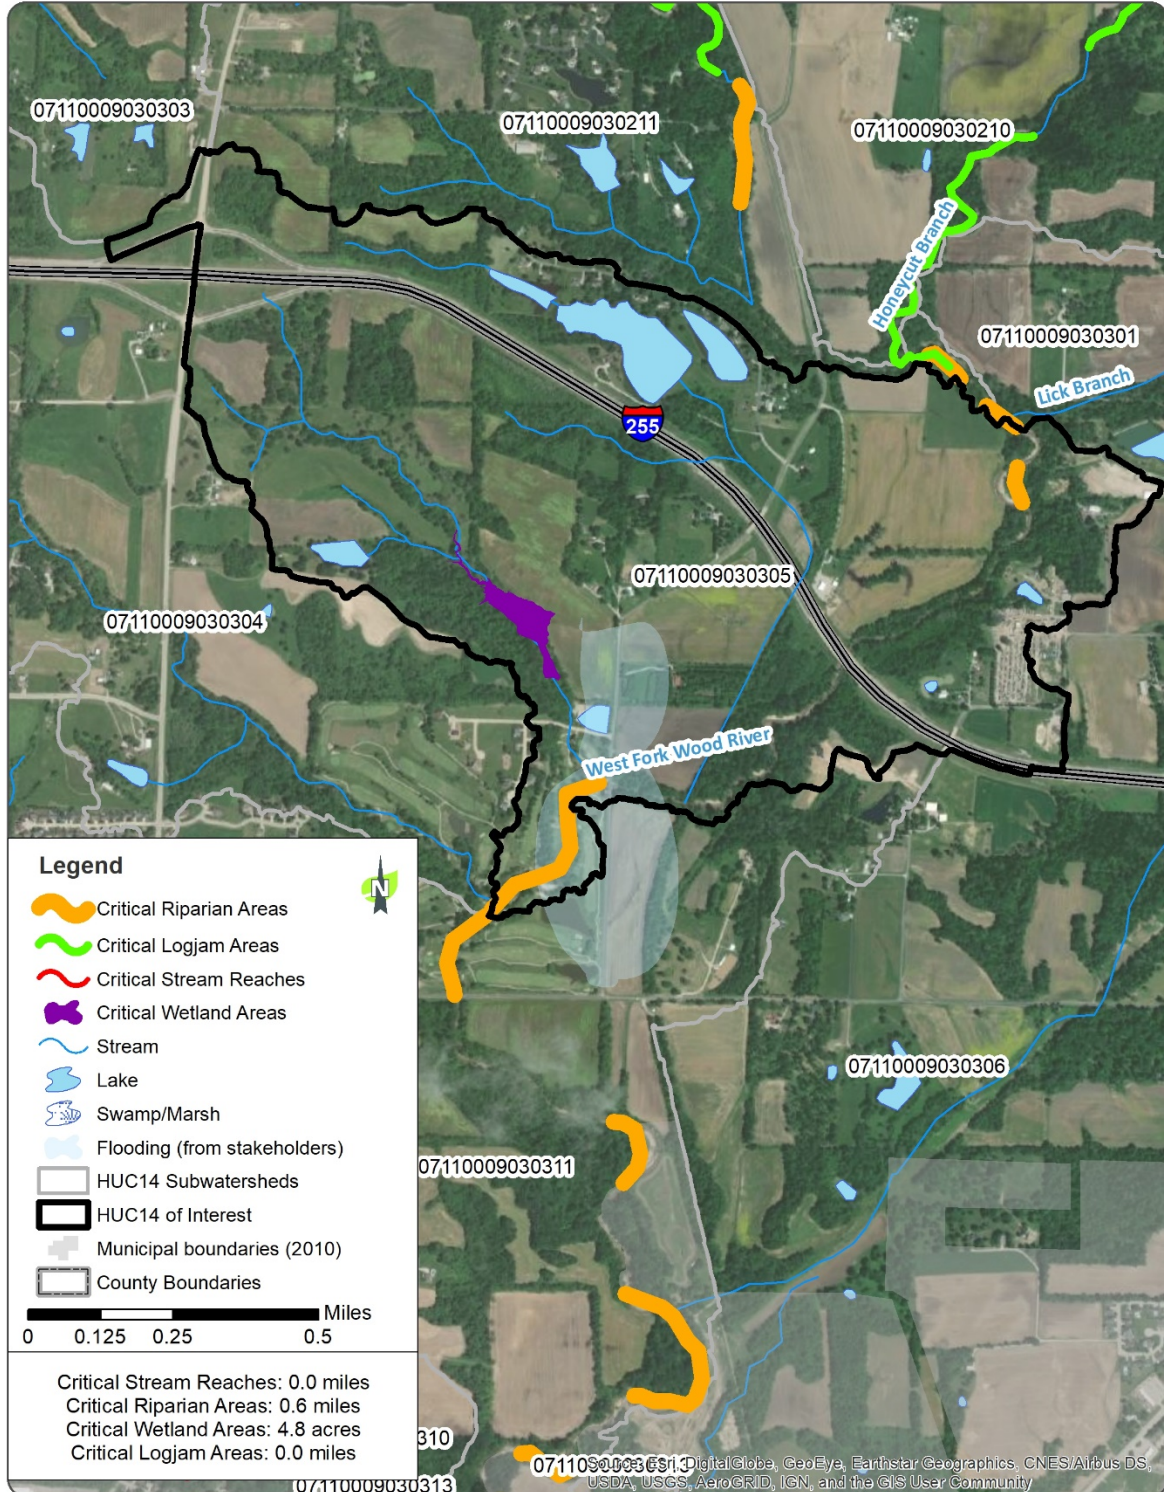 07110009030303
07110009030211
07110009030210
Honeycut Branch
07110009030301
Lick Branch
255
07110009030305
07110009030304
West Fork Wood River
Legend
N
Critical Riparian Areas
Critical Logjam Areas
Critical Stream Reaches
Critical Wetland Areas
Stream
Lake
Swamp/Marsh
Flooding (from stakeholders)
HUC14 Subwatersheds
HUC14 of Interest
Municipal boundaries (2010)
County Boundaries
Miles
0 0.125 0.25 0.5
Critical Stream Reaches: 0.0 miles
Critical Riparian Areas: 0.6 miles
Critical Wetland Areas: 4.8 acres
Critical Logjam Areas: 0.0 miles
07110009030306
07110009030311
310
07110009030313
Source: Esri, DigitalGlobe, GeoEye, Earthstar Geographics, CNES/Airbus DS,
USDA, USGS, AeroGRID, IGN, and the GIS User Community